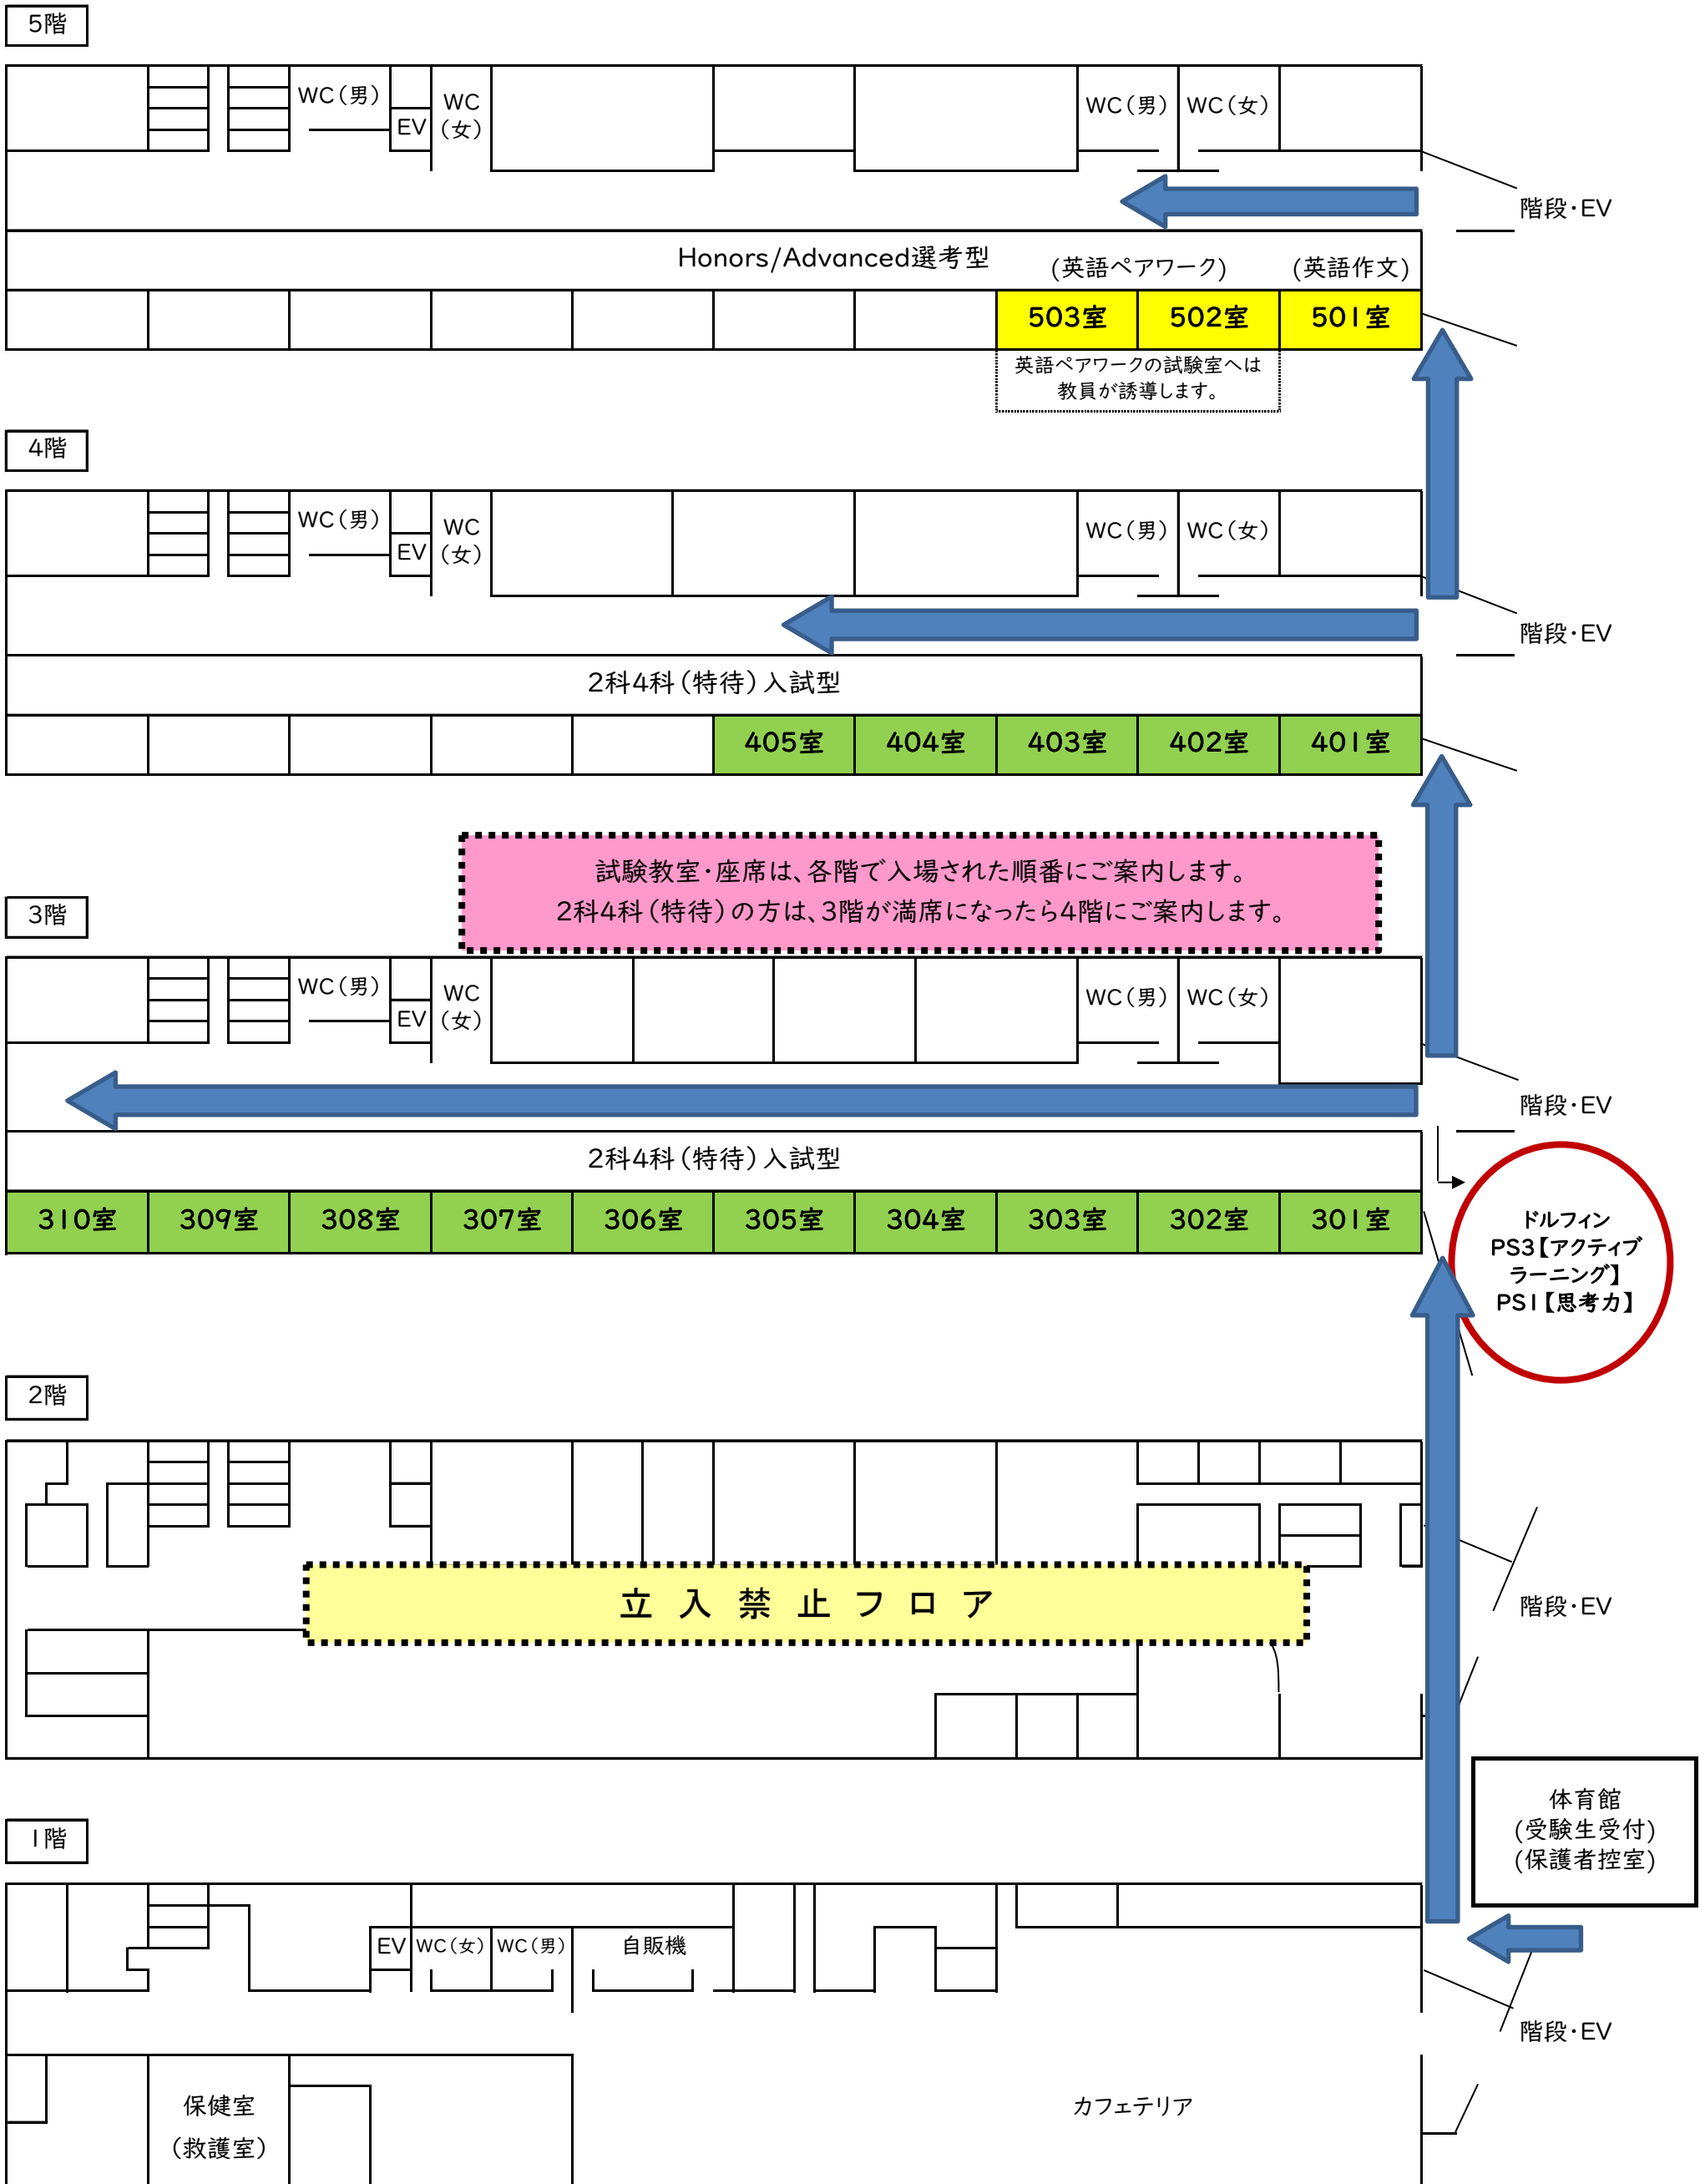 5階
WC(男)
EV
WC
(女)
WC(男)
WC(女)
階段・EV
Honors/Advanced選考型
(英語ペアワーク)
(英語作文)
503室
502室
501室
英語ペアワークの試験室へは
教員が誘導します。
4階
WC(男)
EV
WC
(女)
WC(男)
WC(女)
階段・EV
2科4科(特待)入試型
405室
404室
403室
402室
401室
試験教室・座席は、各階で入場された順番にご案内します。
2科4科(特待)の方は、3階が満席になったら4階にご案内します。
3階
WC(男)
EV
WC
(女)
WC(男)
WC(女)
階段・EV
2科4科(特待)入試型
310室
309室
308室
307室
306室
305室
304室
303室
302室
301室
ドルフィン
PS3【アクティブ
ラーニング】
PS1【思考力】
2階
立入禁止フロア
階段・EV
体育館
(受験生受付)
(保護者控室)
1階
EV
WC(女)
WC(男)
自販機
階段・EV
保健室
(救護室)
カフェテリア